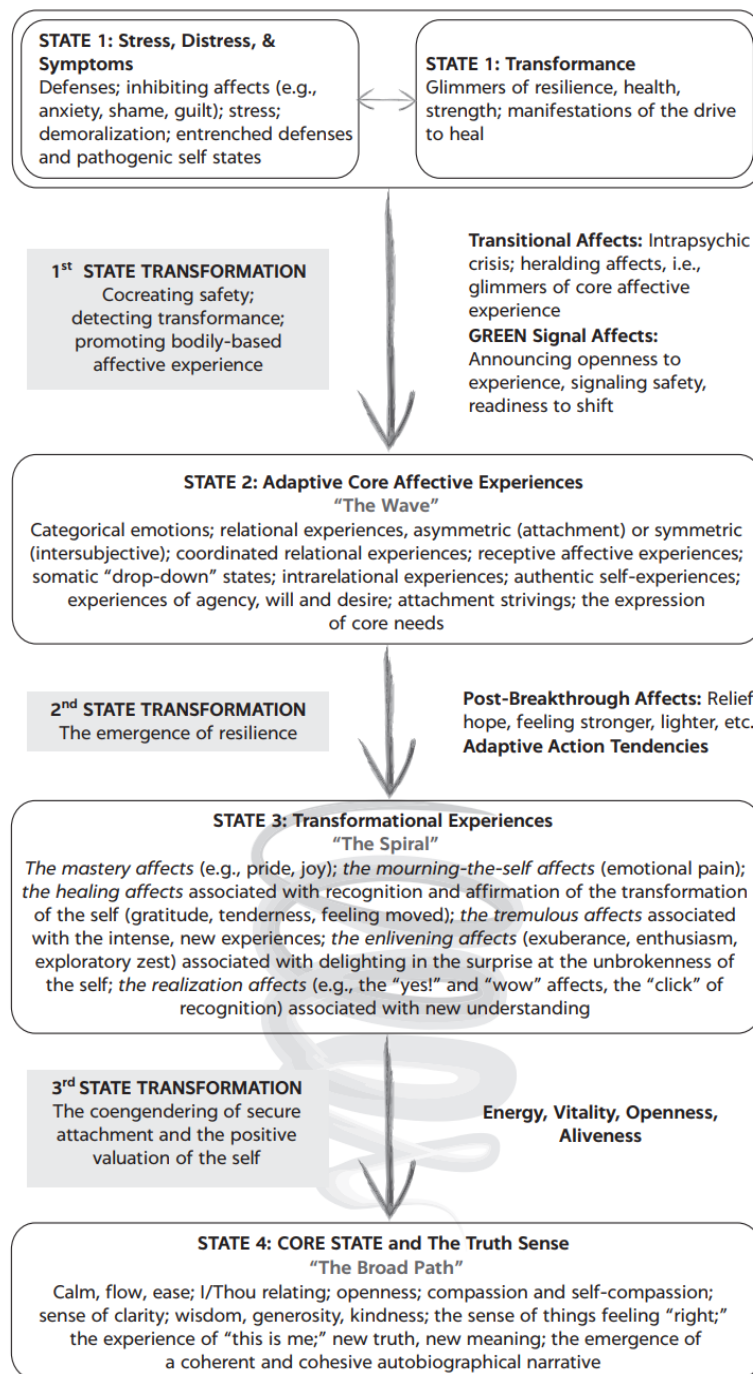 STATE 1: Stress, Distress, &
Symptoms
Defenses; inhibiting affects (e.g.,
anxiety, shame, guilt); stress;
demoralization; entrenched defenses
and pathogenic self states
STATE 1: Transformance
Glimmers of resilience, health,
strength; manifestations of the drive
to heal
1st STATE TRANSFORMATION
Cocreating safety;
detecting transformance;
promoting bodily-based
affective experience
Transitional Affects: Intrapsychic
crisis; heralding affects, i.e.,
glimmers of core affective
experience
GREEN Signal Affects:
Announcing openness to
experience, signaling safety,
readiness to shift
STATE 2: Adaptive Core Affective Experiences
“The Wave”
Categorical emotions; relational experiences, asymmetric (attachment) or symmetric
(intersubjective); coordinated relational experiences; receptive affective experiences;
somatic “drop-down” states; intrarelational experiences; authentic self-experiences;
experiences of agency, will and desire; attachment strivings; the expression
of core needs
2nd STATE TRANSFORMATION
The emergence of resilience
Post-Breakthrough Affects: Relief
hope, feeling stronger, lighter, etc.
Adaptive Action Tendencies
STATE 3: Transformational Experiences
“The Spiral”
The mastery affects (e.g., pride, joy); the mourning-the-self affects (emotional pain);
the healing affects associated with recognition and affirmation of the transformation
of the self (gratitude, tenderness, feeling moved); the tremulous affects associated
with the intense, new experiences; the enlivening affects (exuberance, enthusiasm,
exploratory zest) associated with delighting in the surprise at the unbrokenness of
the self; the realization affects (e.g., the “yes!” and “wow” affects, the “click” of
recognition) associated with new understanding
3rd STATE TRANSFORMATION
The coengendering of secure
attachment and the positive
valuation of the self
Energy, Vitality, Openness,
Aliveness
STATE 4: CORE STATE and The Truth Sense
“The Broad Path”
Calm, flow, ease; I/Thou relating; openness; compassion and self-compassion;
sense of clarity; wisdom, generosity, kindness; the sense of things feeling “right;”
the experience of “this is me;” new truth, new meaning; the emergence of
a coherent and cohesive autobiographical narrative